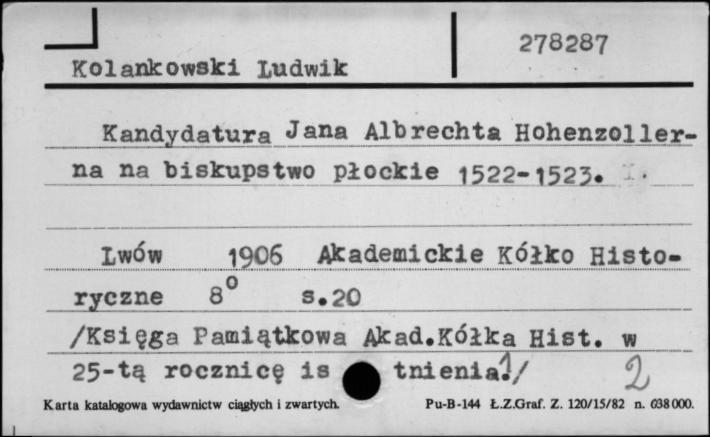 278287
Kolankowski Ludwik
Kandydatura Jana Albrechta Hohenzoller-
na na biskupstwo płockie 1522-1523. I.
Lwów 1906 Akademickie Kółko Histo-
ryczne 8° s.20
/Księga Pamiątkowa Akad.Kółka Hist. w
25-tą rocznicę is tnienia!/ 2
Karta katalogowa wydawnictw ciągłych i zwartych. Pu-B-144 Ł.Z.Graf. Z. 120/15/82 n. 638000.